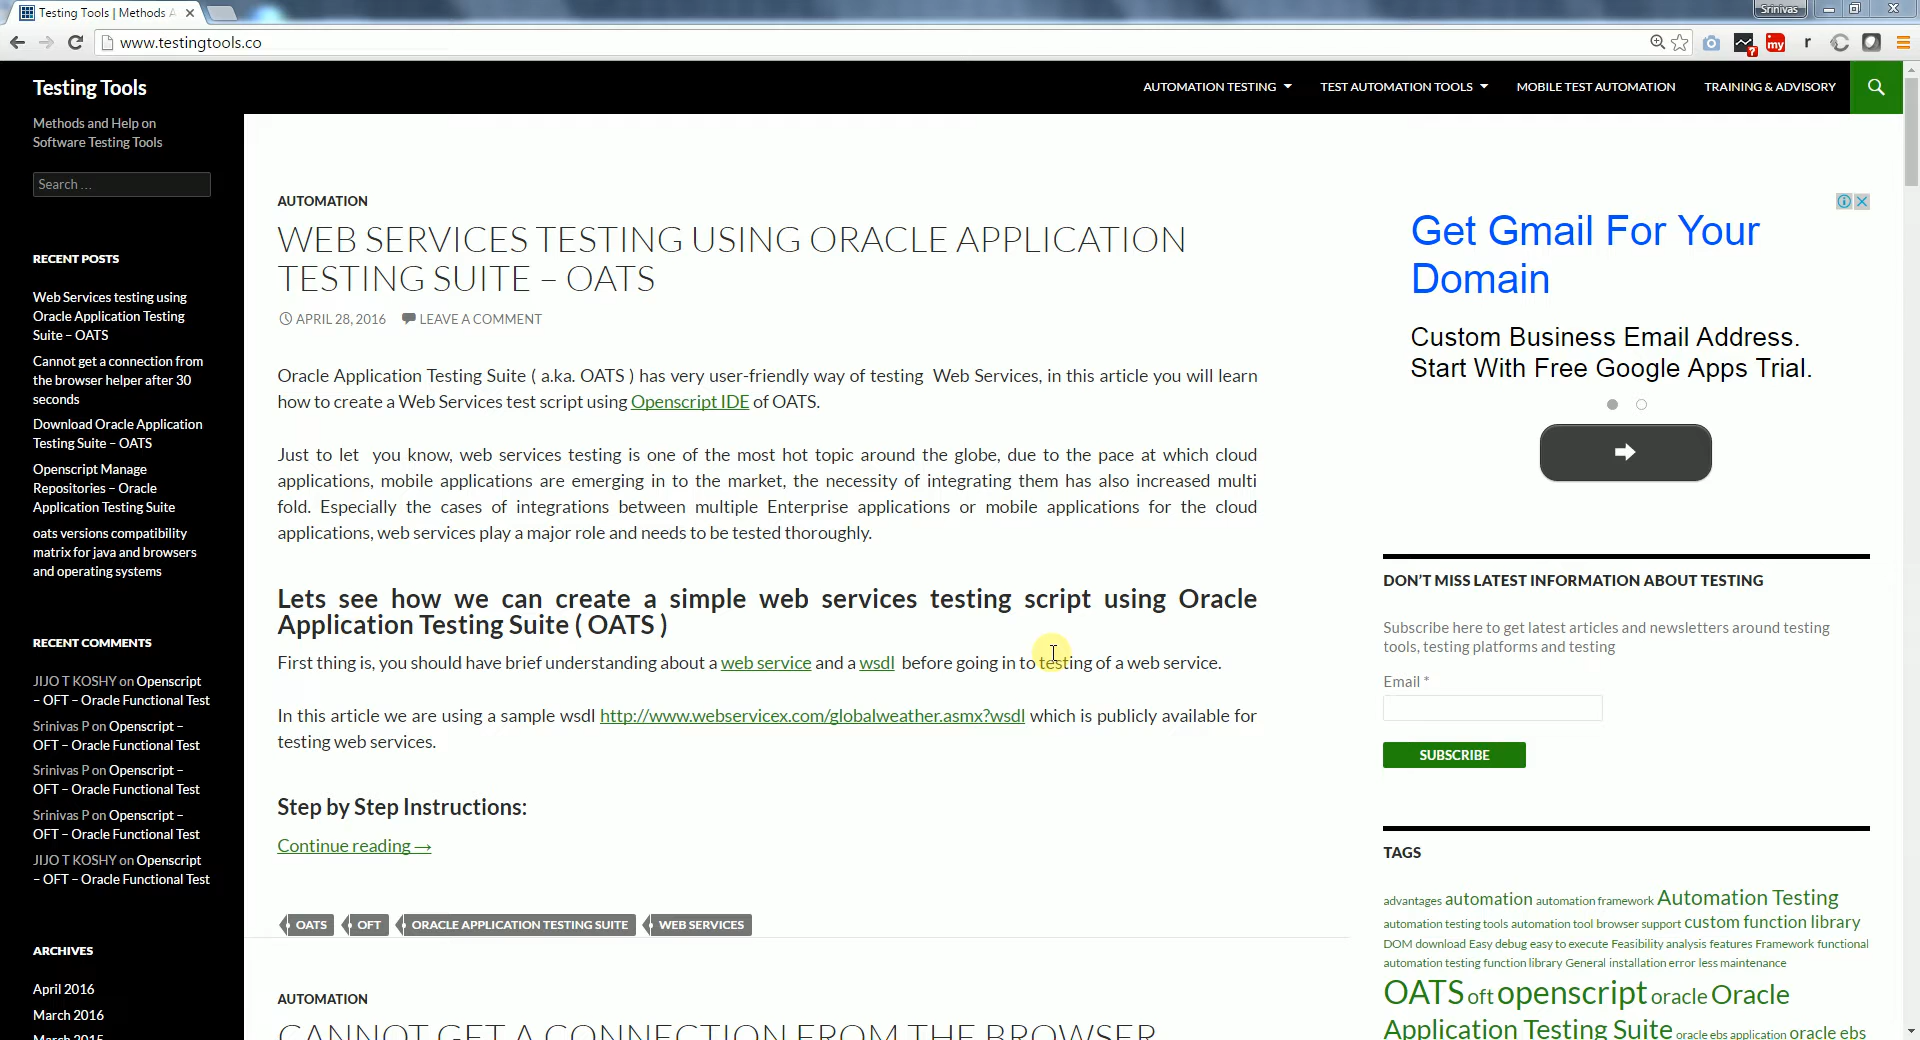 Testing Tools | Methods A
Srinivas
www.testingtools.co
my
r
?
Testing Tools
AUTOMATION TESTING
TEST AUTOMATION TOOLS
MOBILE TEST AUTOMATION
TRAINING & ADVISORY
Methods and Help on
Software Testing Tools
Search …
RECENT POSTS
Web Services testing using
Oracle Application Testing
Suite – OATS
Cannot get a connection from
the browser helper after 30
seconds
Download Oracle Application
Testing Suite – OATS
Openscript Manage
Repositories – Oracle
Application Testing Suite
oats versions compatibility
matrix for java and browsers
and operating systems
RECENT COMMENTS
JIJO T KOSHY on Openscript
– OFT – Oracle Functional Test
Srinivas P on Openscript –
OFT – Oracle Functional Test
Srinivas P on Openscript –
OFT – Oracle Functional Test
Srinivas P on Openscript –
OFT – Oracle Functional Test
JIJO T KOSHY on Openscript
– OFT – Oracle Functional Test
ARCHIVES
April 2016
March 2016
March 2015
AUTOMATION
WEB SERVICES TESTING USING ORACLE APPLICATION
TESTING SUITE – OATS
APRIL 28, 2016 LEAVE A COMMENT
Oracle Application Testing Suite ( a.ka. OATS ) has very user-friendly way of testing Web Services, in this article you will learn
how to create a Web Services test script using Openscript IDE of OATS.
Just to let you know, web services testing is one of the most hot topic around the globe, due to the pace at which cloud
applications, mobile applications are emerging in to the market, the necessity of integrating them has also increased multi
fold. Especially the cases of integrations between multiple Enterprise applications or mobile applications for the cloud
applications, web services play a major role and needs to be tested thoroughly.
Lets see how we can create a simple web services testing script using Oracle
Application Testing Suite ( OATS )
First thing is, you should have brief understanding about a web service and a wsdl before going in to testing of a web service.
In this article we are using a sample wsdl http://www.webservicex.com/globalweather.asmx?wsdl which is publicly available for
testing web services.
Step by Step Instructions:
Continue reading →
OATS
OFT
ORACLE APPLICATION TESTING SUITE
WEB SERVICES
AUTOMATION
CANNOT GET A CONNECTION FROM THE BROWSER
Get Gmail For Your
Domain
Custom Business Email Address.
Start With Free Google Apps Trial.
DON'T MISS LATEST INFORMATION ABOUT TESTING
Subscribe here to get latest articles and newsletters around testing
tools, testing platforms and testing
Email *
SUBSCRIBE
TAGS
advantages automation automation framework Automation Testing
automation testing tools automation tool browser support custom function library
DOM download Easy debug easy to execute Feasibility analysis features Framework functional
automation testing function library General installation error less maintenance
OATS oft openscript oracle Oracle
Application Testing Suite oracle ebs application oracle ebs